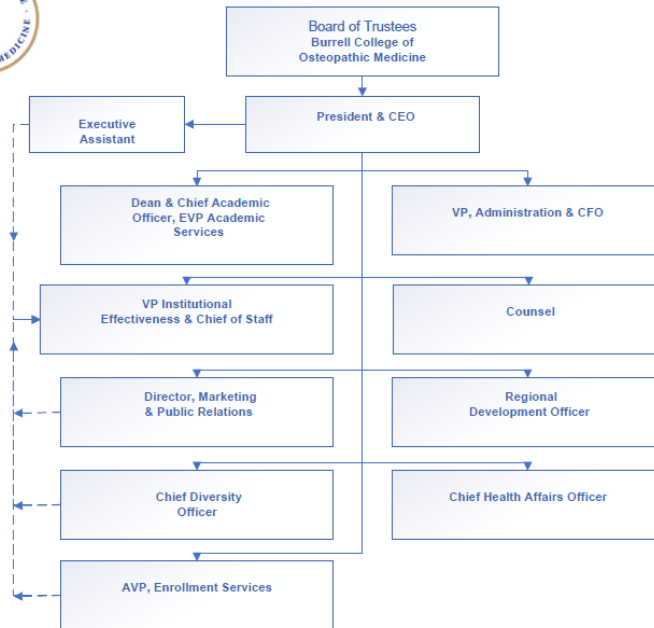 MEDICINE
Board of Trustees
Burrell College of
Osteopathic Medicine
Executive
Assistant
President & CEO
Dean & Chief Academic
Officer, EVP Academic
Services
VP, Administration & CFO
VP Institutional
Effectiveness & Chief of Staff
Counsel
Director, Marketing
& Public Relations
Regional
Development Officer
Chief Diversity
Officer
Chief Health Affairs Officer
AVP, Enrollment Services